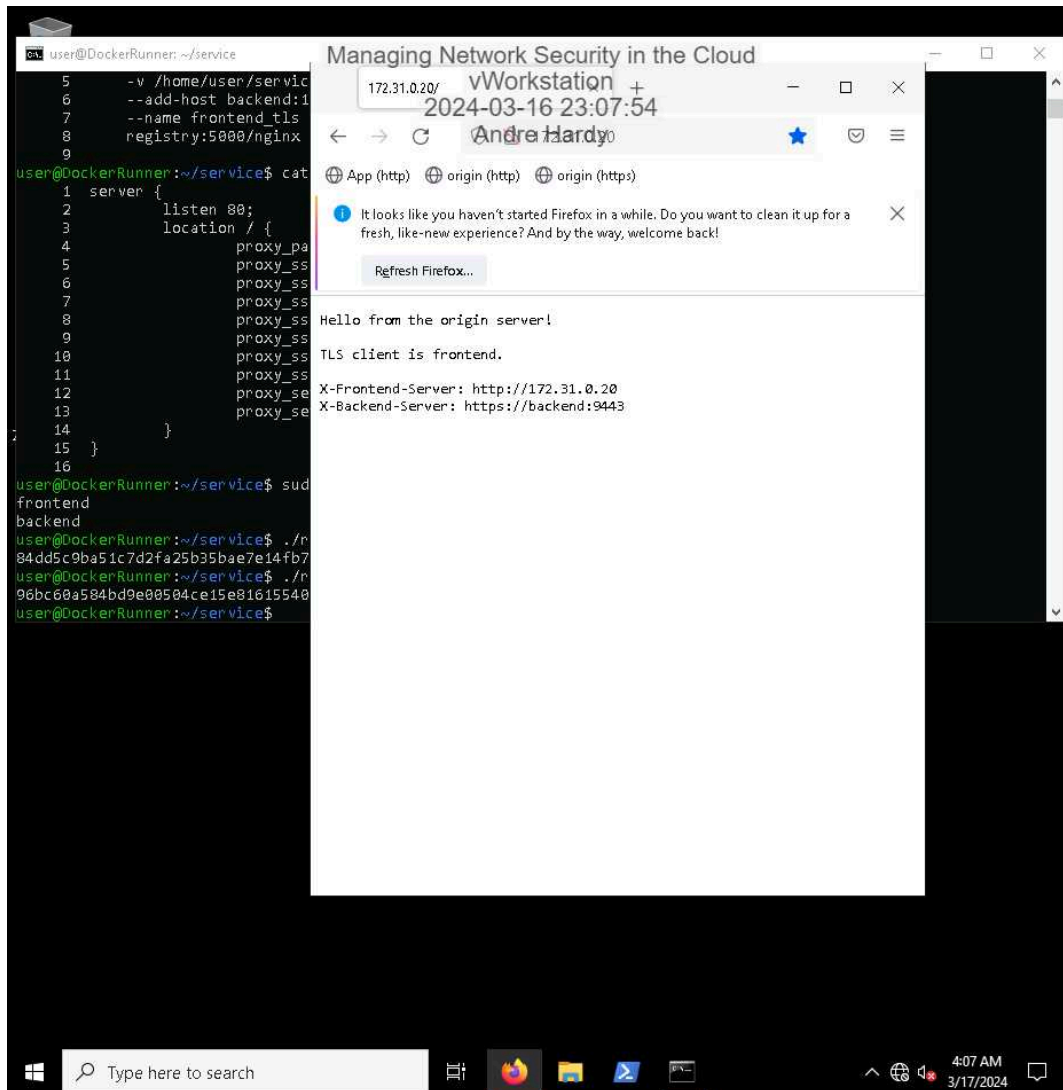 user@DockerRunner: ~/service
5 -v /home/user/servic
6 --add-host backend:1
7 --name frontend_tls
8 registry:5000/nginx
9
user@DockerRunner:~/service$ cat
1 server {
2 listen 80;
3 location / {
4 proxy_pa
5 proxy_ss
6 proxy_ss
7 proxy_ss
8 proxy_ss
9 proxy_ss
10 proxy_ss
11 proxy_ss
12 proxy_se
13 proxy_se
14 }
15 }
16
user@DockerRunner:~/service$ sud
frontend
backend
user@DockerRunner:~/service$ ./r
84dd5c9ba51c7d2fa25b35bae7e14fb7
user@DockerRunner:~/service$ ./r
96bc60a584bd9e00504ce15e81615540
user@DockerRunner:~/service$
Managing Network Security in the Cloud
vWorkstation
2024-03-16 23:07:54
Andre Hardy
172.31.0.20/
172.31.0.20
App (http) origin (http) origin (https)
It looks like you haven't started Firefox in a while. Do you want to clean it up for a
fresh, like-new experience? And by the way, welcome back!
Refresh Firefox...
Hello from the origin server!
TLS client is frontend.
X-Frontend-Server: http://172.31.0.20
X-Backend-Server: https://backend:9443
Type here to search
4:07 AM
3/17/2024